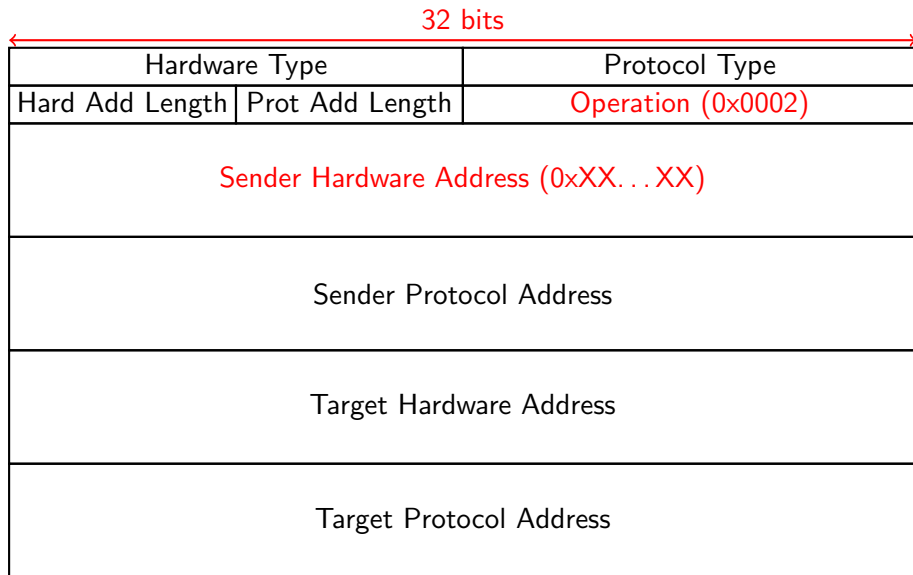 32 bits
Hardware Type Protocol Type
Hard Add Length Prot Add Length Operation (0x0002)
Sender Hardware Address (0xXX...XX)
Sender Protocol Address
Target Hardware Address
Target Protocol Address